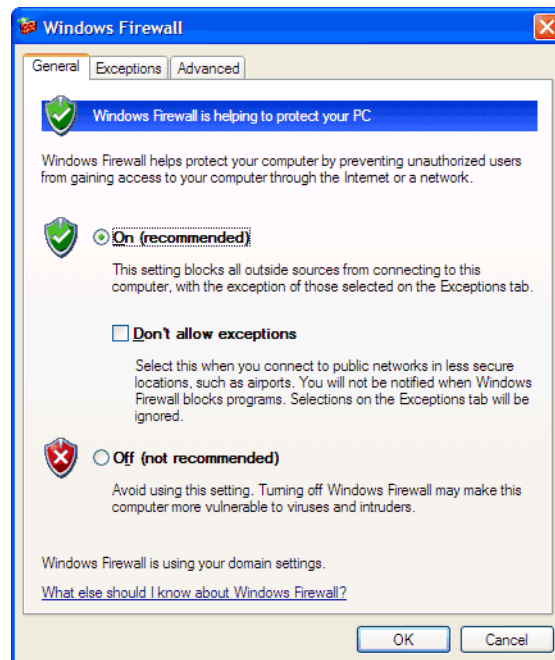 Windows Firewall
General Exceptions Advanced
Windows Firewall is helping to protect your PC
Windows Firewall helps protect your computer by preventing unauthorized users
from gaining access to your computer through the Internet or a network.
On (recommended)
This setting blocks all outside sources from connecting to this
computer, with the exception of those selected on the Exceptions tab.
Don't allow exceptions
Select this when you connect to public networks in less secure
locations, such as airports. You will not be notified when Windows
Firewall blocks programs. Selections on the Exceptions tab will be
ignored.
Off (not recommended)
Avoid using this setting. Turning off Windows Firewall may make this
computer more vulnerable to viruses and intruders.
Windows Firewall is using your domain settings.
What else should I know about Windows Firewall?
OK Cancel